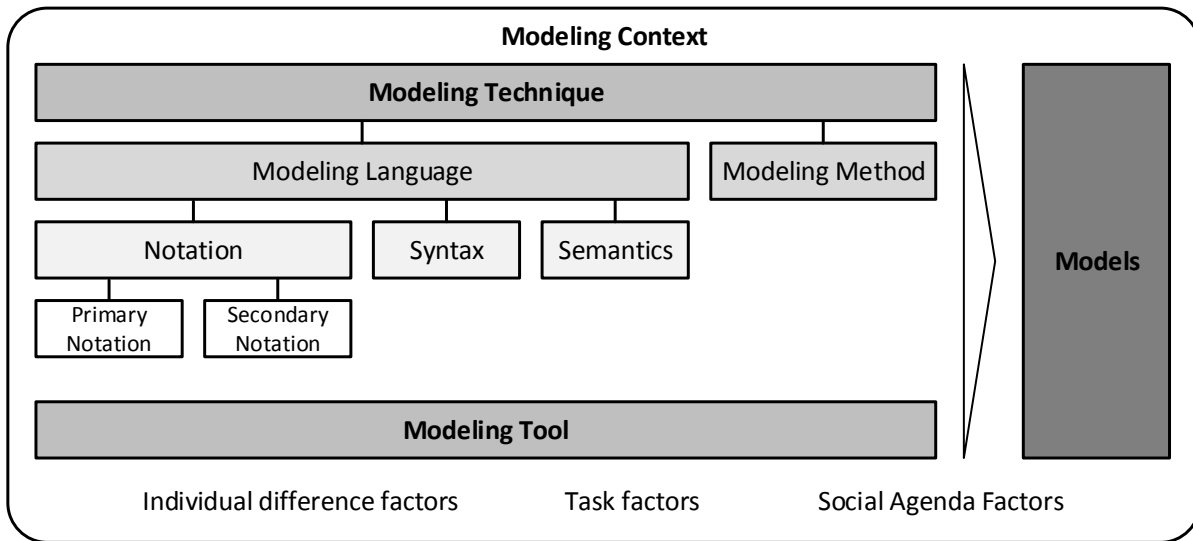 Modeling Context
Modeling Technique
Modeling Language
Modeling Method
Notation
Syntax
Semantics
Models
Primary
Notation
Secondary
Notation
Modeling Tool
Individual difference factors
Task factors
Social Agenda Factors